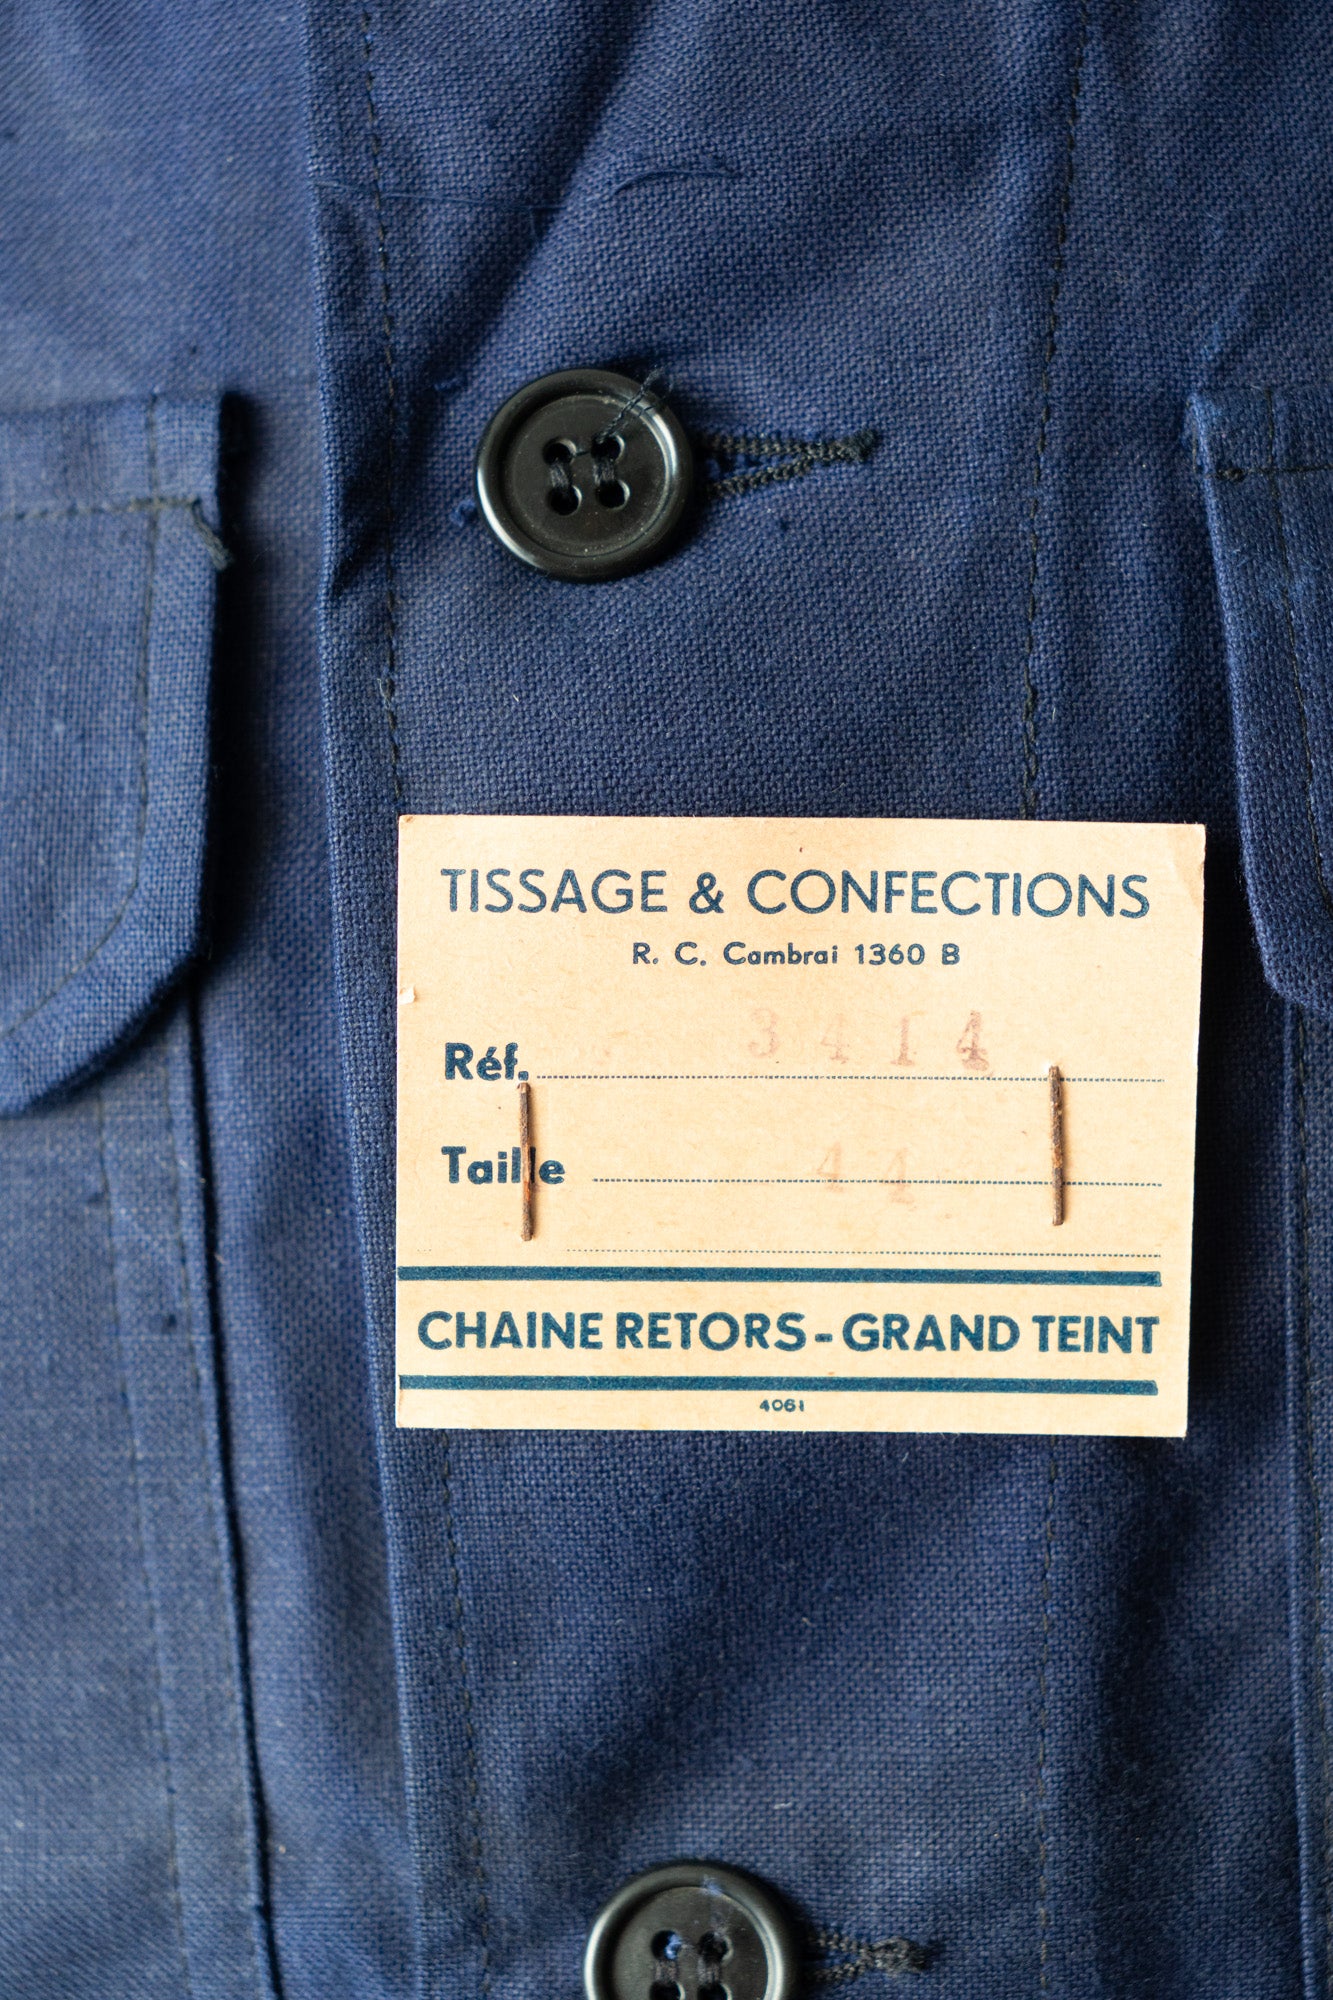 TISSAGE & CONFECTIONS
R. C. Cambrai 1360 B
Réf. 3414
Taille 44
CHAINE RETORS-GRAND TEINT
4061